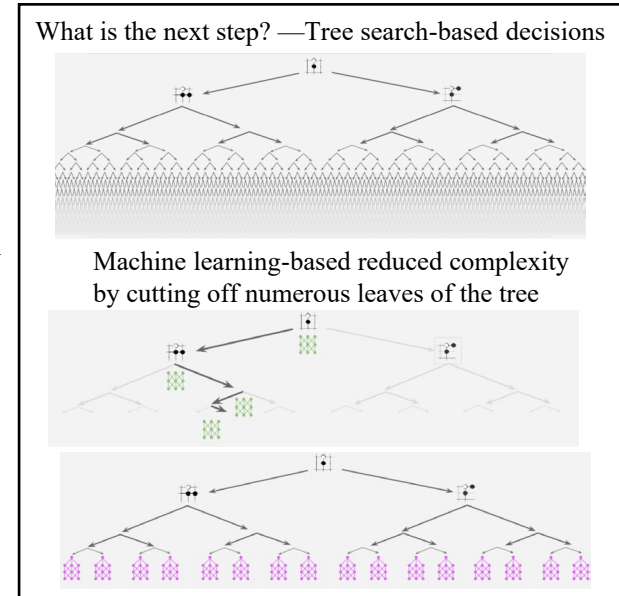 What is the next step? —Tree search-based decisions
Machine learning-based reduced complexity
by cutting off numerous leaves of the tree